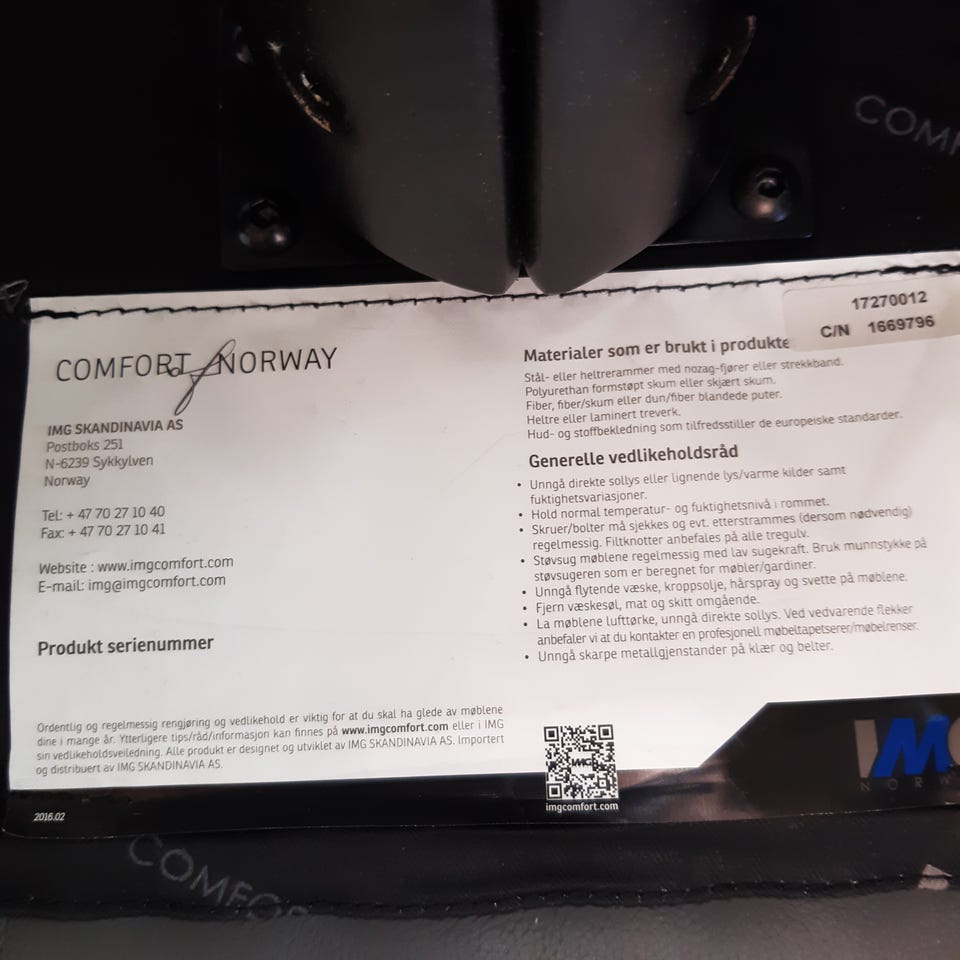 COMFORT of NORWAY
IMG SKANDINAVIA AS
Postboks 251
N-6239 Sykkylven
Norway
Tel: + 47 70 27 10 40
Fax: + 47 70 27 10 41
Website : www.imgcomfort.com
E-mail: img@imgcomfort.com
Produkt serienummer
Ordentlig og regelmessig rengjøring og vedlikehold er viktig for at du skal ha glede av møblene
dine i mange år. Ytterligere tips/råd/informasjon kan finnes på www.imgcomfort.com eller i IMG
sin vedlikeholdsveiledning. Alle produkt er designet og utviklet av IMG SKANDINAVIA AS. Importert
og distribuert av IMG SKANDINAVIA AS.
2016.02
17270012
C/N 1669796
Materialer som er brukt i produkte
Stål- eller heltrerammer med nozag-fjører eller strekkband.
Polyurethan formstøpt skum eller skjært skum.
Fiber, fiber/skum eller dun/fiber blandede puter.
Heltre eller laminert treverk.
Hud- og stoffbekledning som tilfredsstiller de europeiske standarder.
Generelle vedlikeholdsråd
• Unngå direkte sollys eller lignende lys/varme kilder samt
fuktighetsvariasjoner.
• Hold normal temperatur- og fuktighetsnivå i rommet.
• Skruer/bolter må sjekkes og evt. etterstrammes (dersom nødvendig)
regelmessig. Filtknotter anbefales på alle tregulv.
• Støvsug møblene regelmessig med lav sugekraft. Bruk munnstykke på
støvsugeren som er beregnet for møbler/gardiner.
• Unngå flytende væske, kroppsolje, hårspray og svette på møblene.
• Fjern væskesøl, mat og skitt omgående.
• La møblene lufttørke, unngå direkte sollys. Ved vedvarende flekker
anbefaler vi at du kontakter en profesjonell møbeltapetserer/møbelrenser.
• Unngå skarpe metallgjenstander på klær og belter.
IMG
imgcomfort.com
IM
NOR
COMF
COMFO